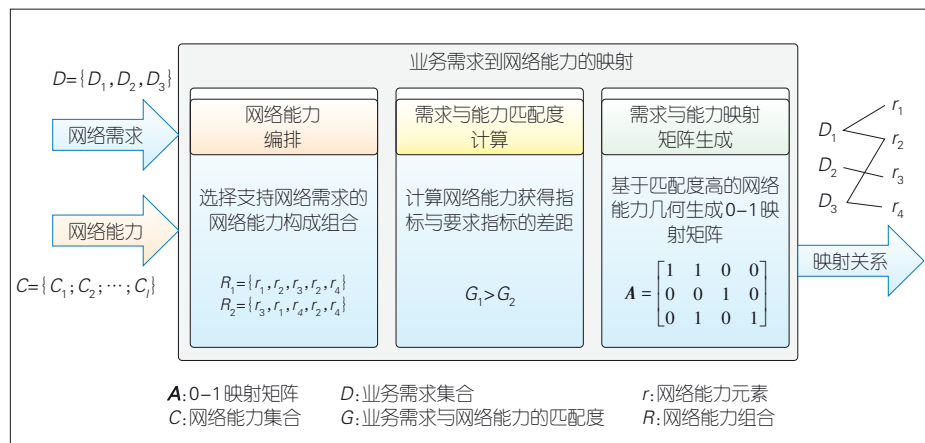 业务需求到网络能力的映射
D={D₁,D₂,D₃}
网络需求
网络能力
C={C₁;C₂;…;Cₗ}
网络能力
编排
选择支持网络需求的
网络能力构成组合
R₁={r₁,r₂,r₃,r₂,r₄}
R₂={r₃,r₁,r₄,r₂,r₄}
需求与能力匹配度
计算
计算网络能力获得指
标与要求指标的差距
G₁>G₂
需求与能力映射
矩阵生成
基于匹配度高的网络
能力几何生成0-1映
射矩阵
1 1 0 0
A= 0 0 1 0
0 1 0 1
r₁
D₁ r₂
D₂ r₃
D₃ r₄
映射关系
A:0-1映射矩阵 D:业务需求集合 r:网络能力元素
C:网络能力集合 G:业务需求与网络能力的匹配度 R:网络能力组合